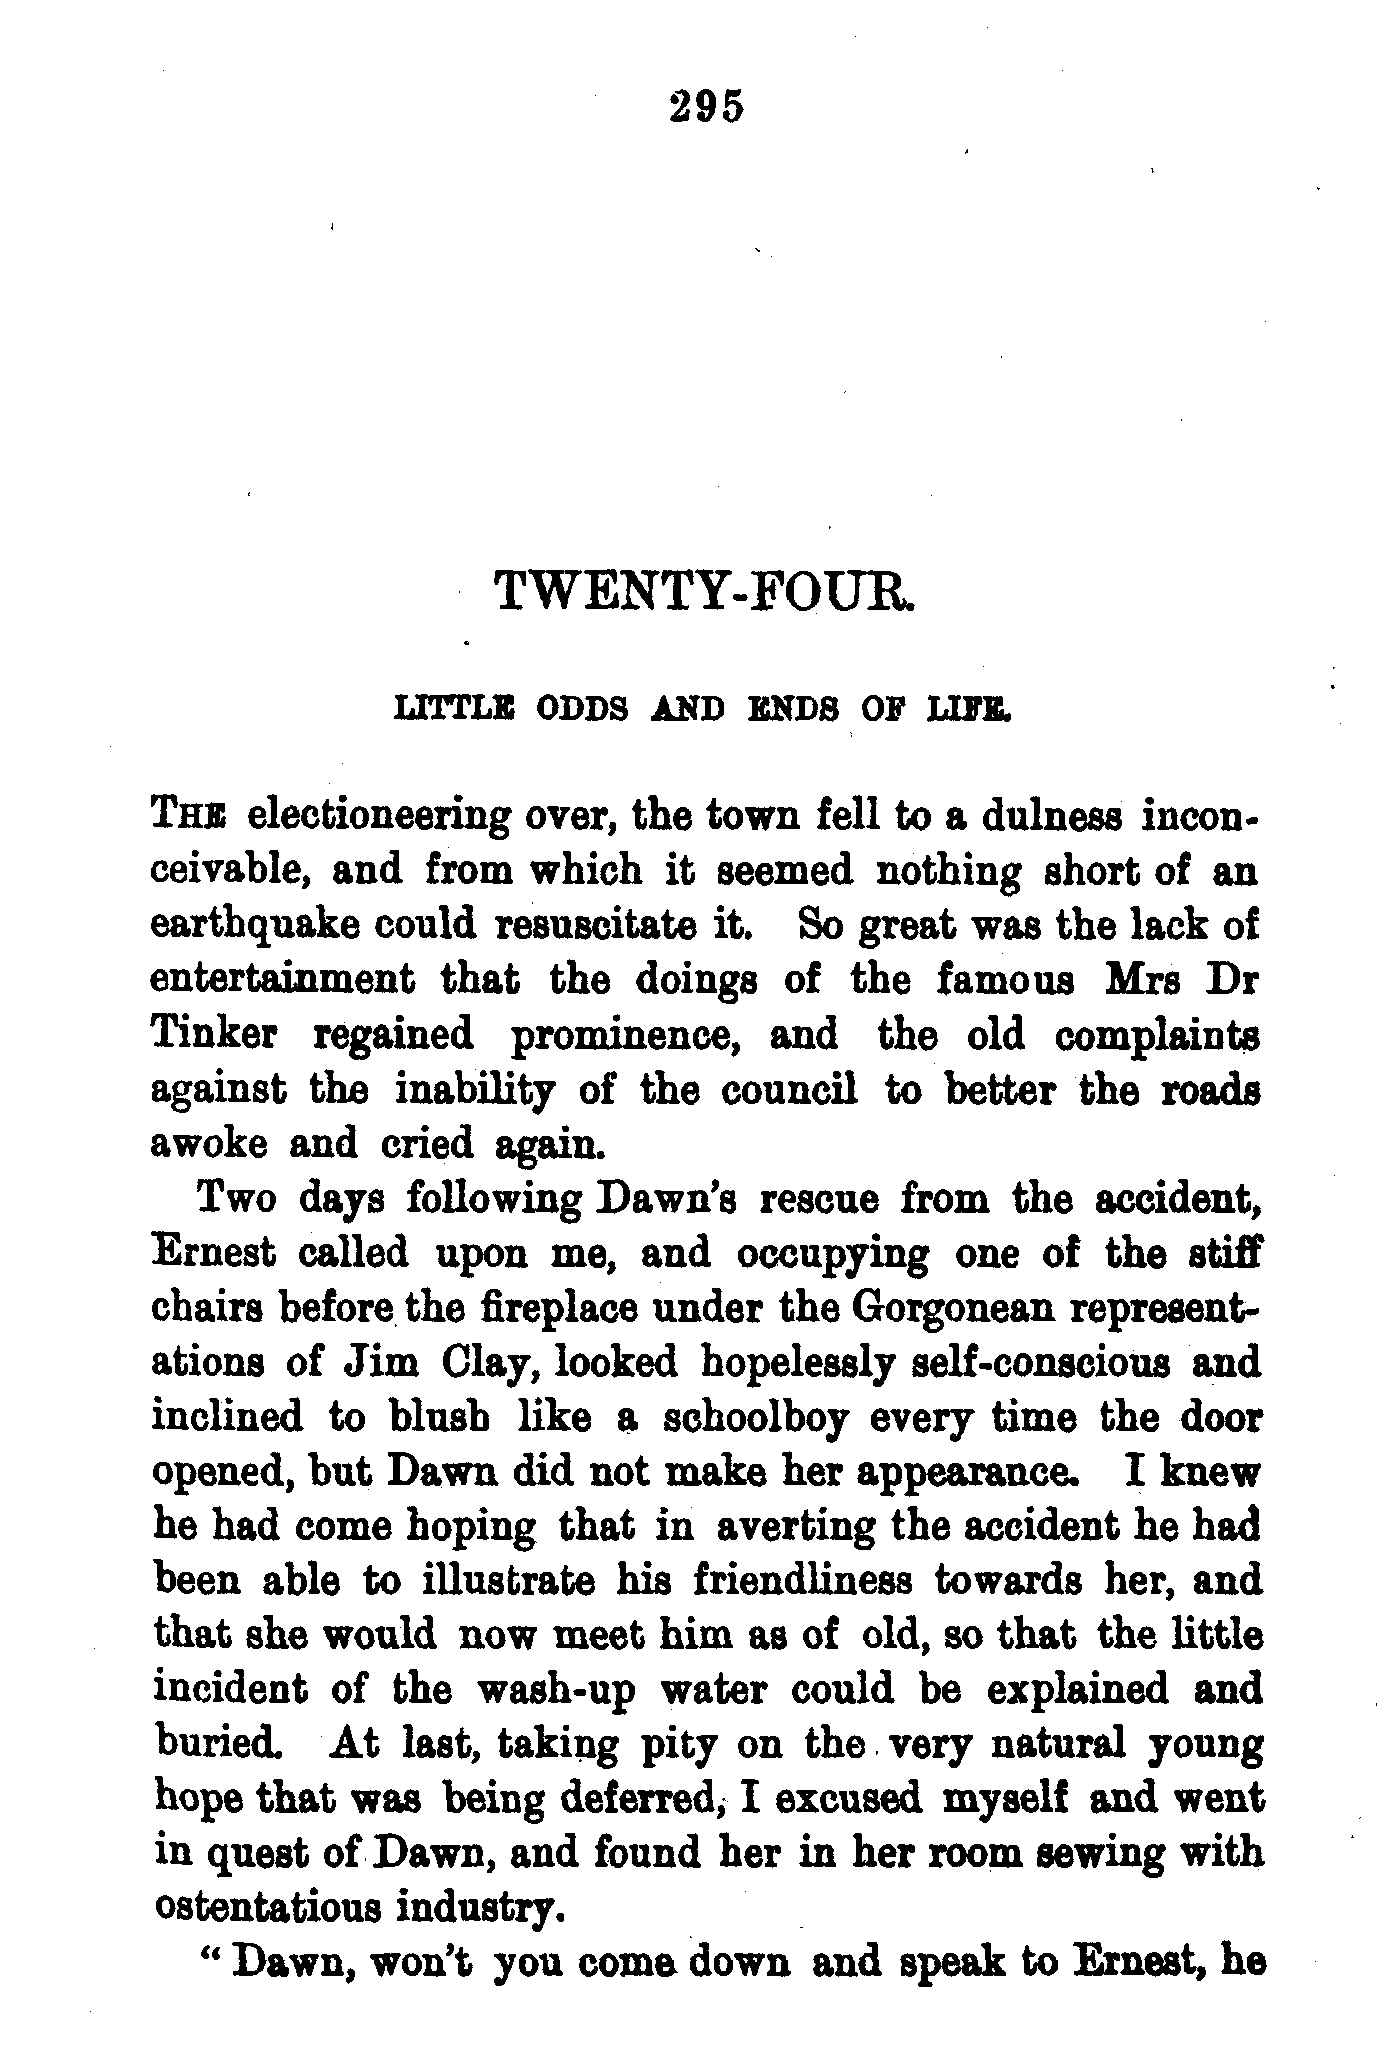 295
TWENTY-FOUR.
LITTLE ODDS AND ENDS OF LIFE.
THE electioneering over, the town fell to a dulness incon-
ceivable, and from which it seemed nothing short of an
earthquake could resuscitate it. So great was the lack of
entertainment that the doings of the famous Mrs Dr
Tinker regained prominence, and the old complaints
against the inability of the council to better the roads
awoke and cried again.
Two days following Dawn's rescue from the accident,
Ernest called upon me, and occupying one of the stiff
chairs before the fireplace under the Gorgonean represent-
ations of Jim Clay, looked hopelessly self-conscious and
inclined to blush like a schoolboy every time the door
opened, but Dawn did not make her appearance. I knew
he had come hoping that in averting the accident he had
been able to illustrate his friendliness towards her, and
that she would now meet him as of old, so that the little
incident of the wash-up water could be explained and
buried. At last, taking pity on the very natural young
hope that was being deferred, I excused myself and went
in quest of Dawn, and found her in her room sewing with
ostentatious industry.
"Dawn, won't you come down and speak to Ernest, he